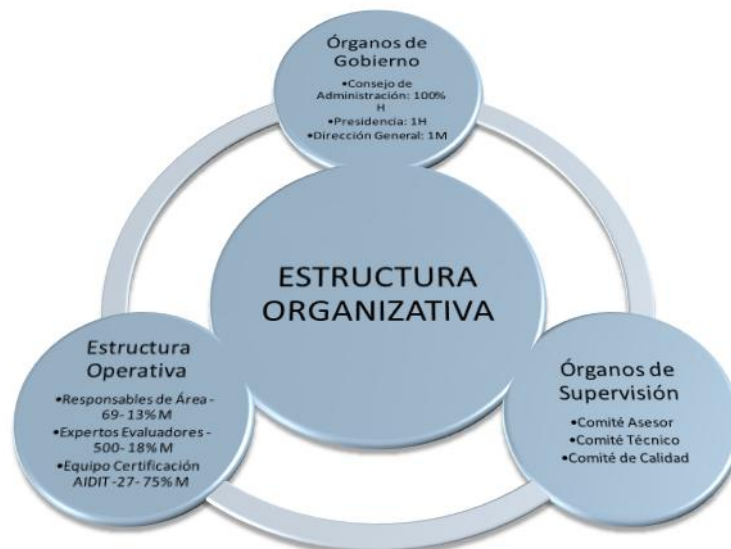 Órganos de
Gobierno
•Consejo de
Administración: 100%
H
•Presidencia: 1H
•Dirección General: 1M
ESTRUCTURA
ORGANIZATIVA
Estructura
Operativa
•Responsables de Área -
69- 13% M
•Expertos Evaluadores -
500- 18% M
•Equipo Certificación
AIDIT -27- 75% M
Órganos de
Supervisión
•Comité Asesor
•Comité Técnico
•Comité de Calidad